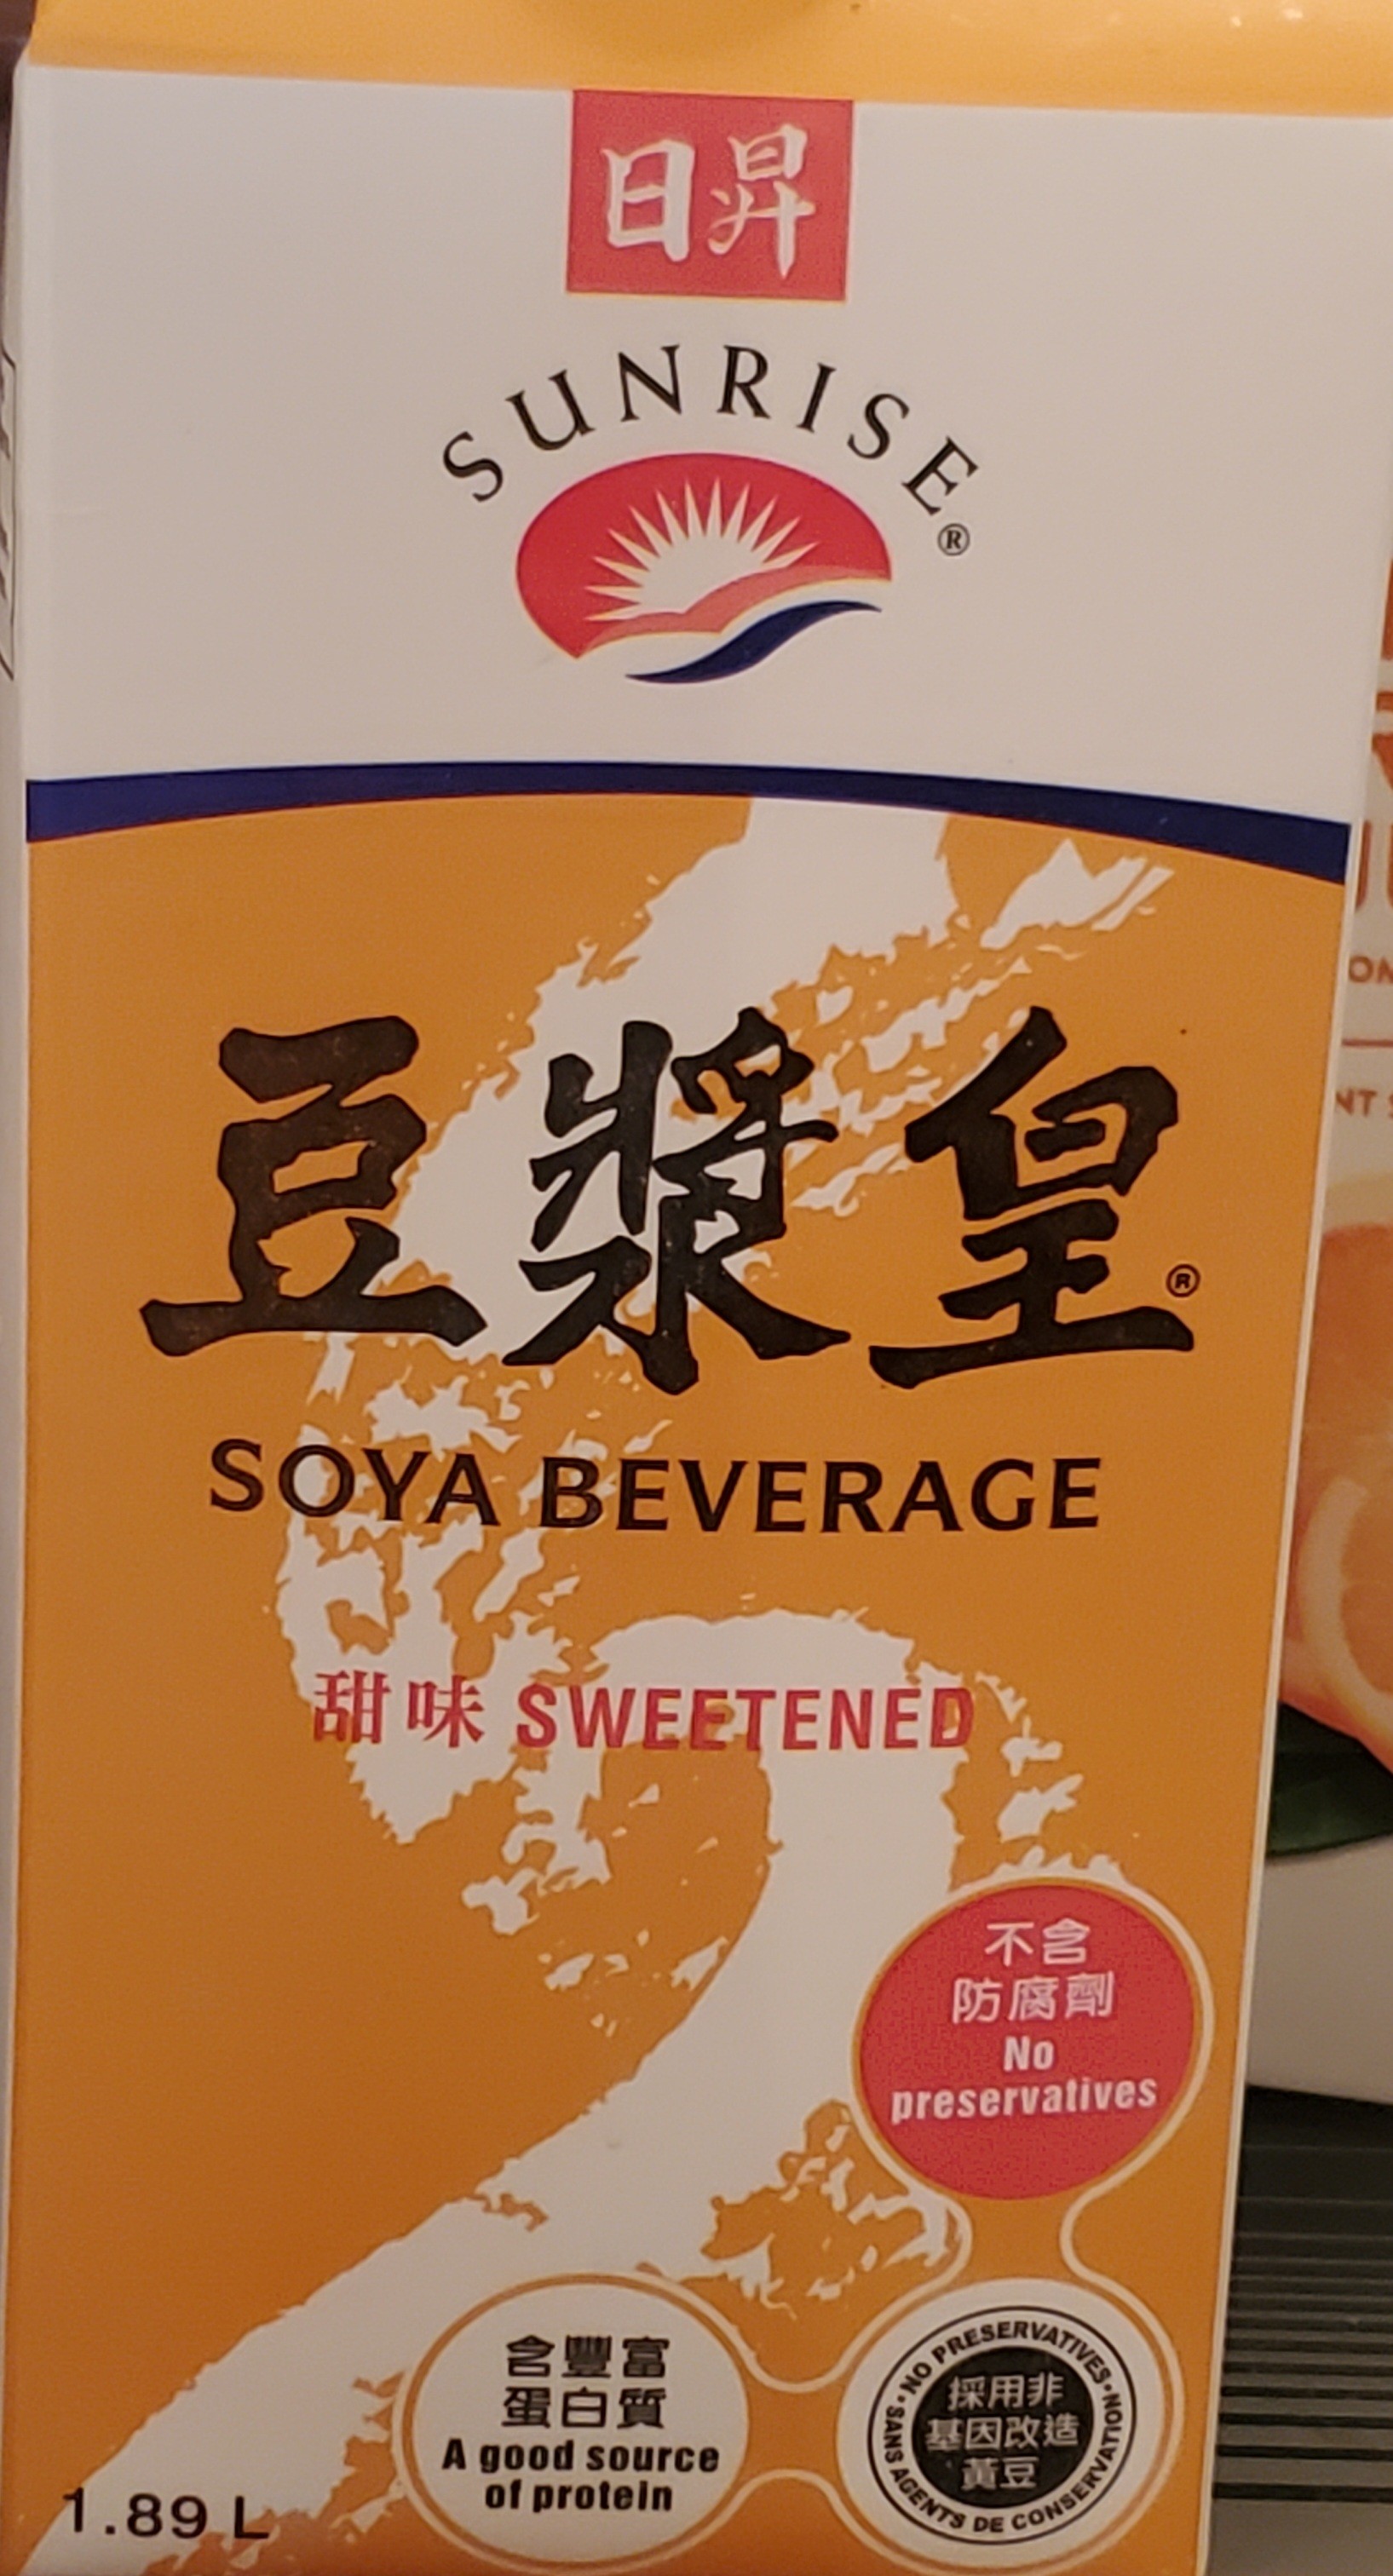 日昇
SUNRISE®
豆漿皇®
SOYA BEVERAGE
甜味 SWEETENED
不含
防腐劑
No
preservatives
含豐富
蛋白質
A good source
of protein
• NO PRESERVATIVES •
SANS AGENTS DE CONSERVATION
採用非
基因改造
黃豆
1.89 L